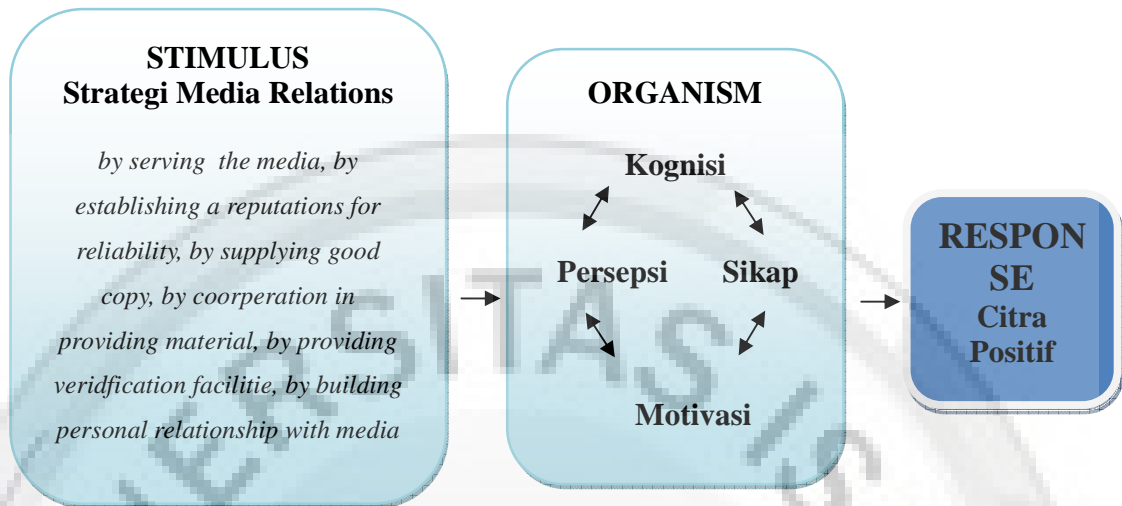 STIMULUS
Strategi Media Relations
by serving the media, by
establishing a reputations for
reliability, by supplying good
copy, by coorperation in
providing material, by providing
veridfication facilitie, by building
personal relationship with media
ORGANISM
Kognisi
Persepsi Sikap
Motivasi
RESPON
SE
Citra
Positif
ERSITAS IS